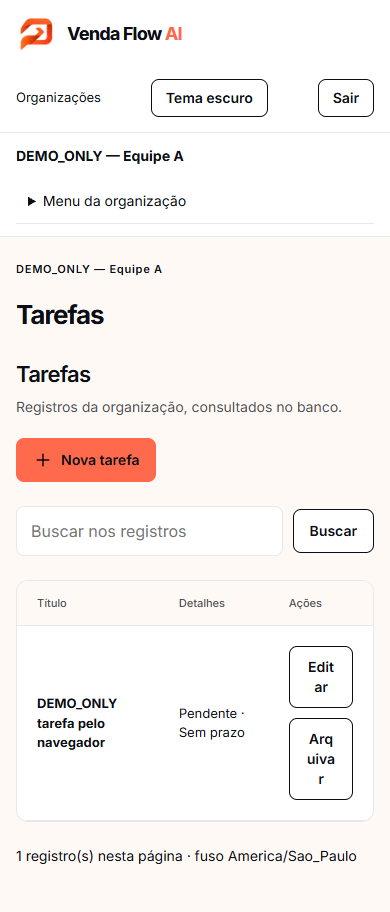 Venda Flow AI
Organizações
Tema escuro
Sair
DEMO_ONLY — Equipe A
Menu da organização
DEMO_ONLY — Equipe A
Tarefas
Tarefas
Registros da organização, consultados no banco.
Nova tarefa
Buscar nos registros
Buscar
Título
Detalhes
Ações
DEMO_ONLY
tarefa pelo
navegador
Pendente ·
Sem prazo
Edit
ar
Arq
uiva
r
1 registro(s) nesta página · fuso America/Sao_Paulo